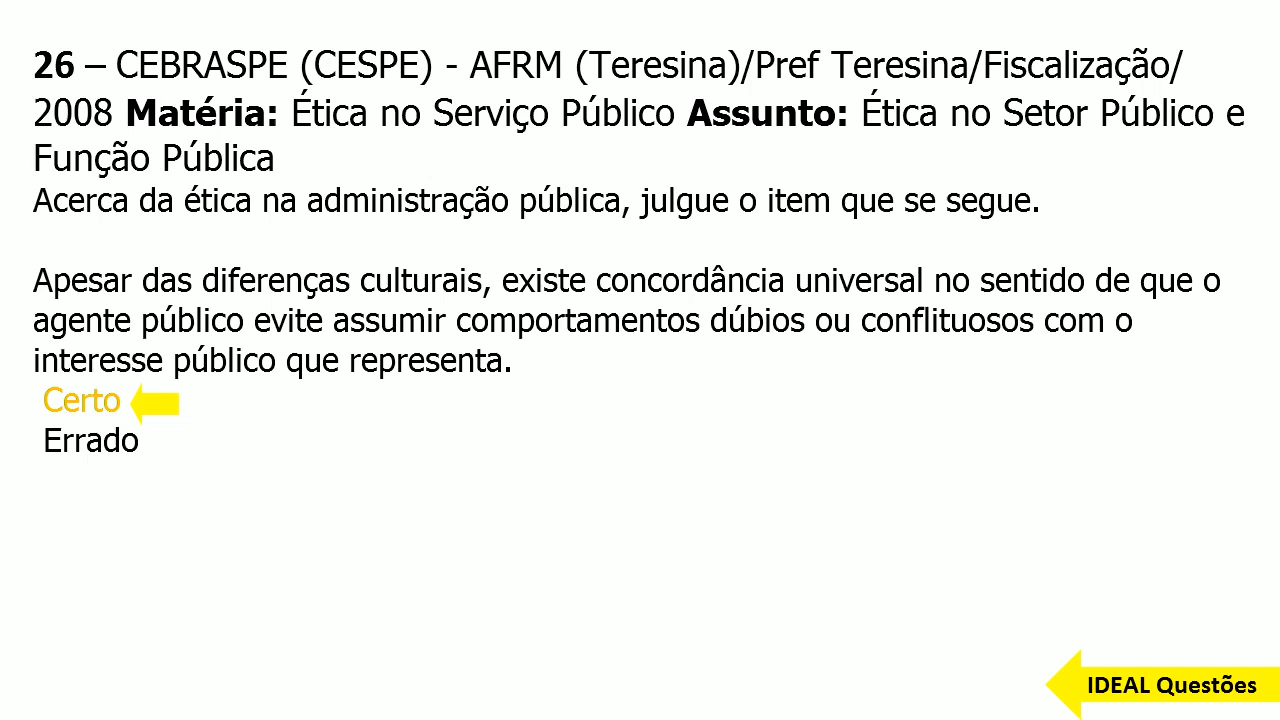 26 – CEBRASPE (CESPE) - AFRM (Teresina)/Pref Teresina/Fiscalização/
2008 Matéria: Ética no Serviço Público Assunto: Ética no Setor Público e
Função Pública
Acerca da ética na administração pública, julgue o item que se segue.
Apesar das diferenças culturais, existe concordância universal no sentido de que o
agente público evite assumir comportamentos dúbios ou conflituosos com o
interesse público que representa.
Certo
Errado
IDEAL Questões